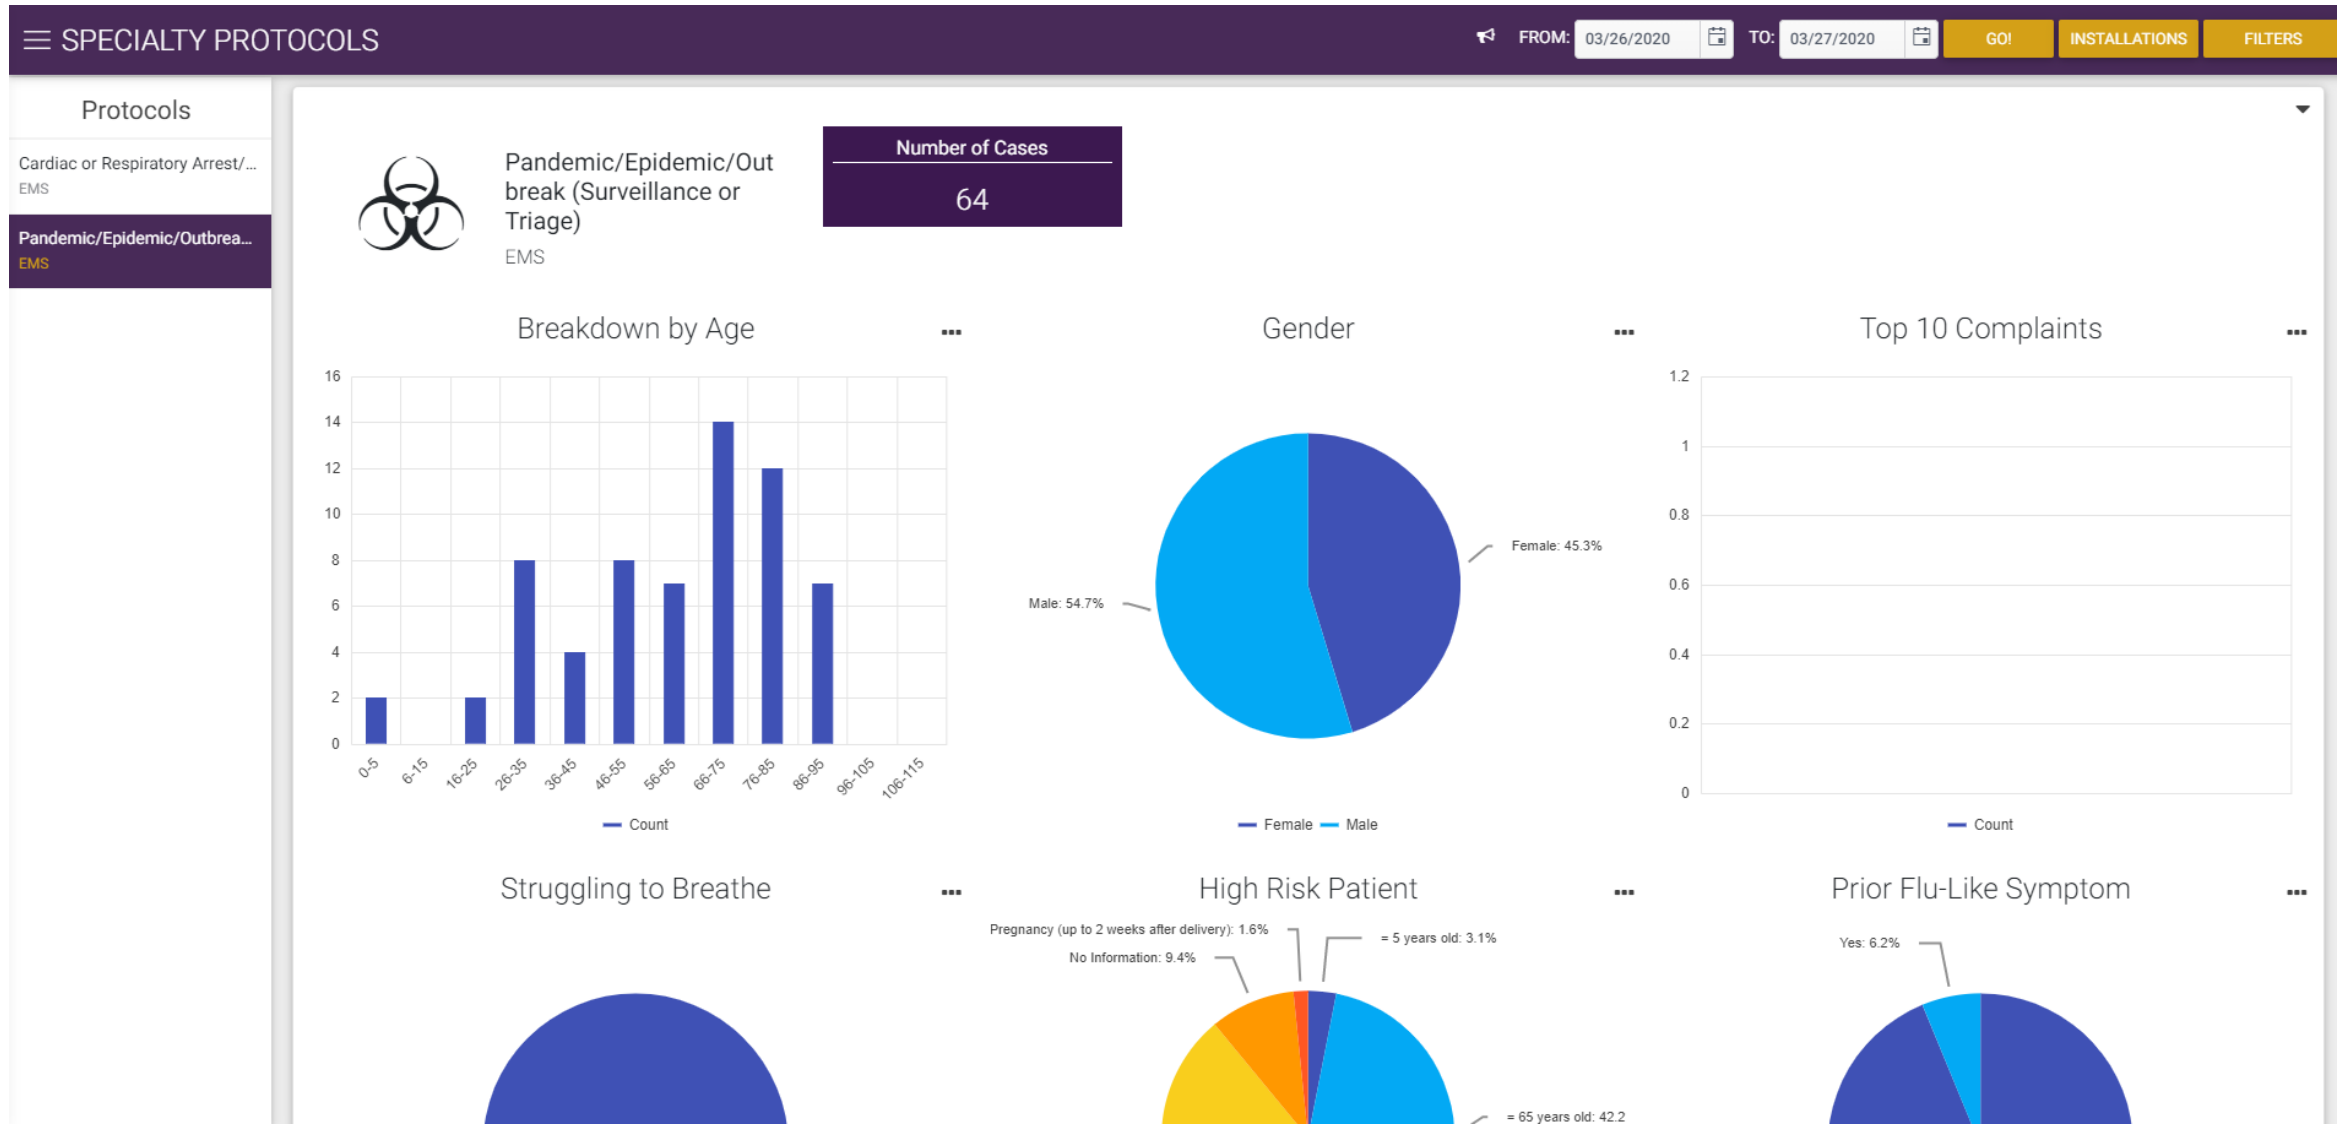 SPECIALTY PROTOCOLS
FROM: 03/26/2020 TO: 03/27/2020 GO! INSTALLATIONS FILTERS
Protocols
Cardiac or Respiratory Arrest/...
EMS
Pandemic/Epidemic/Outbrea...
EMS
Pandemic/Epidemic/Out
break (Surveillance or
Triage)
EMS
Number of Cases
64
Breakdown by Age
16
14
12
10
8
6
4
2
0
0-5 6-15 16-25 26-35 36-45 46-55 56-65 66-75 76-85 86-95 96-105 106-115
Count
Gender
Female: 45.3%
Male: 54.7%
Female Male
Top 10 Complaints
1.2
1
0.8
0.6
0.4
0.2
0
Count
Struggling to Breathe
High Risk Patient
Pregnancy (up to 2 weeks after delivery): 1.6%
= 5 years old: 3.1%
No Information: 9.4%
= 65 years old: 42.2
Prior Flu-Like Symptom
Yes: 6.2%